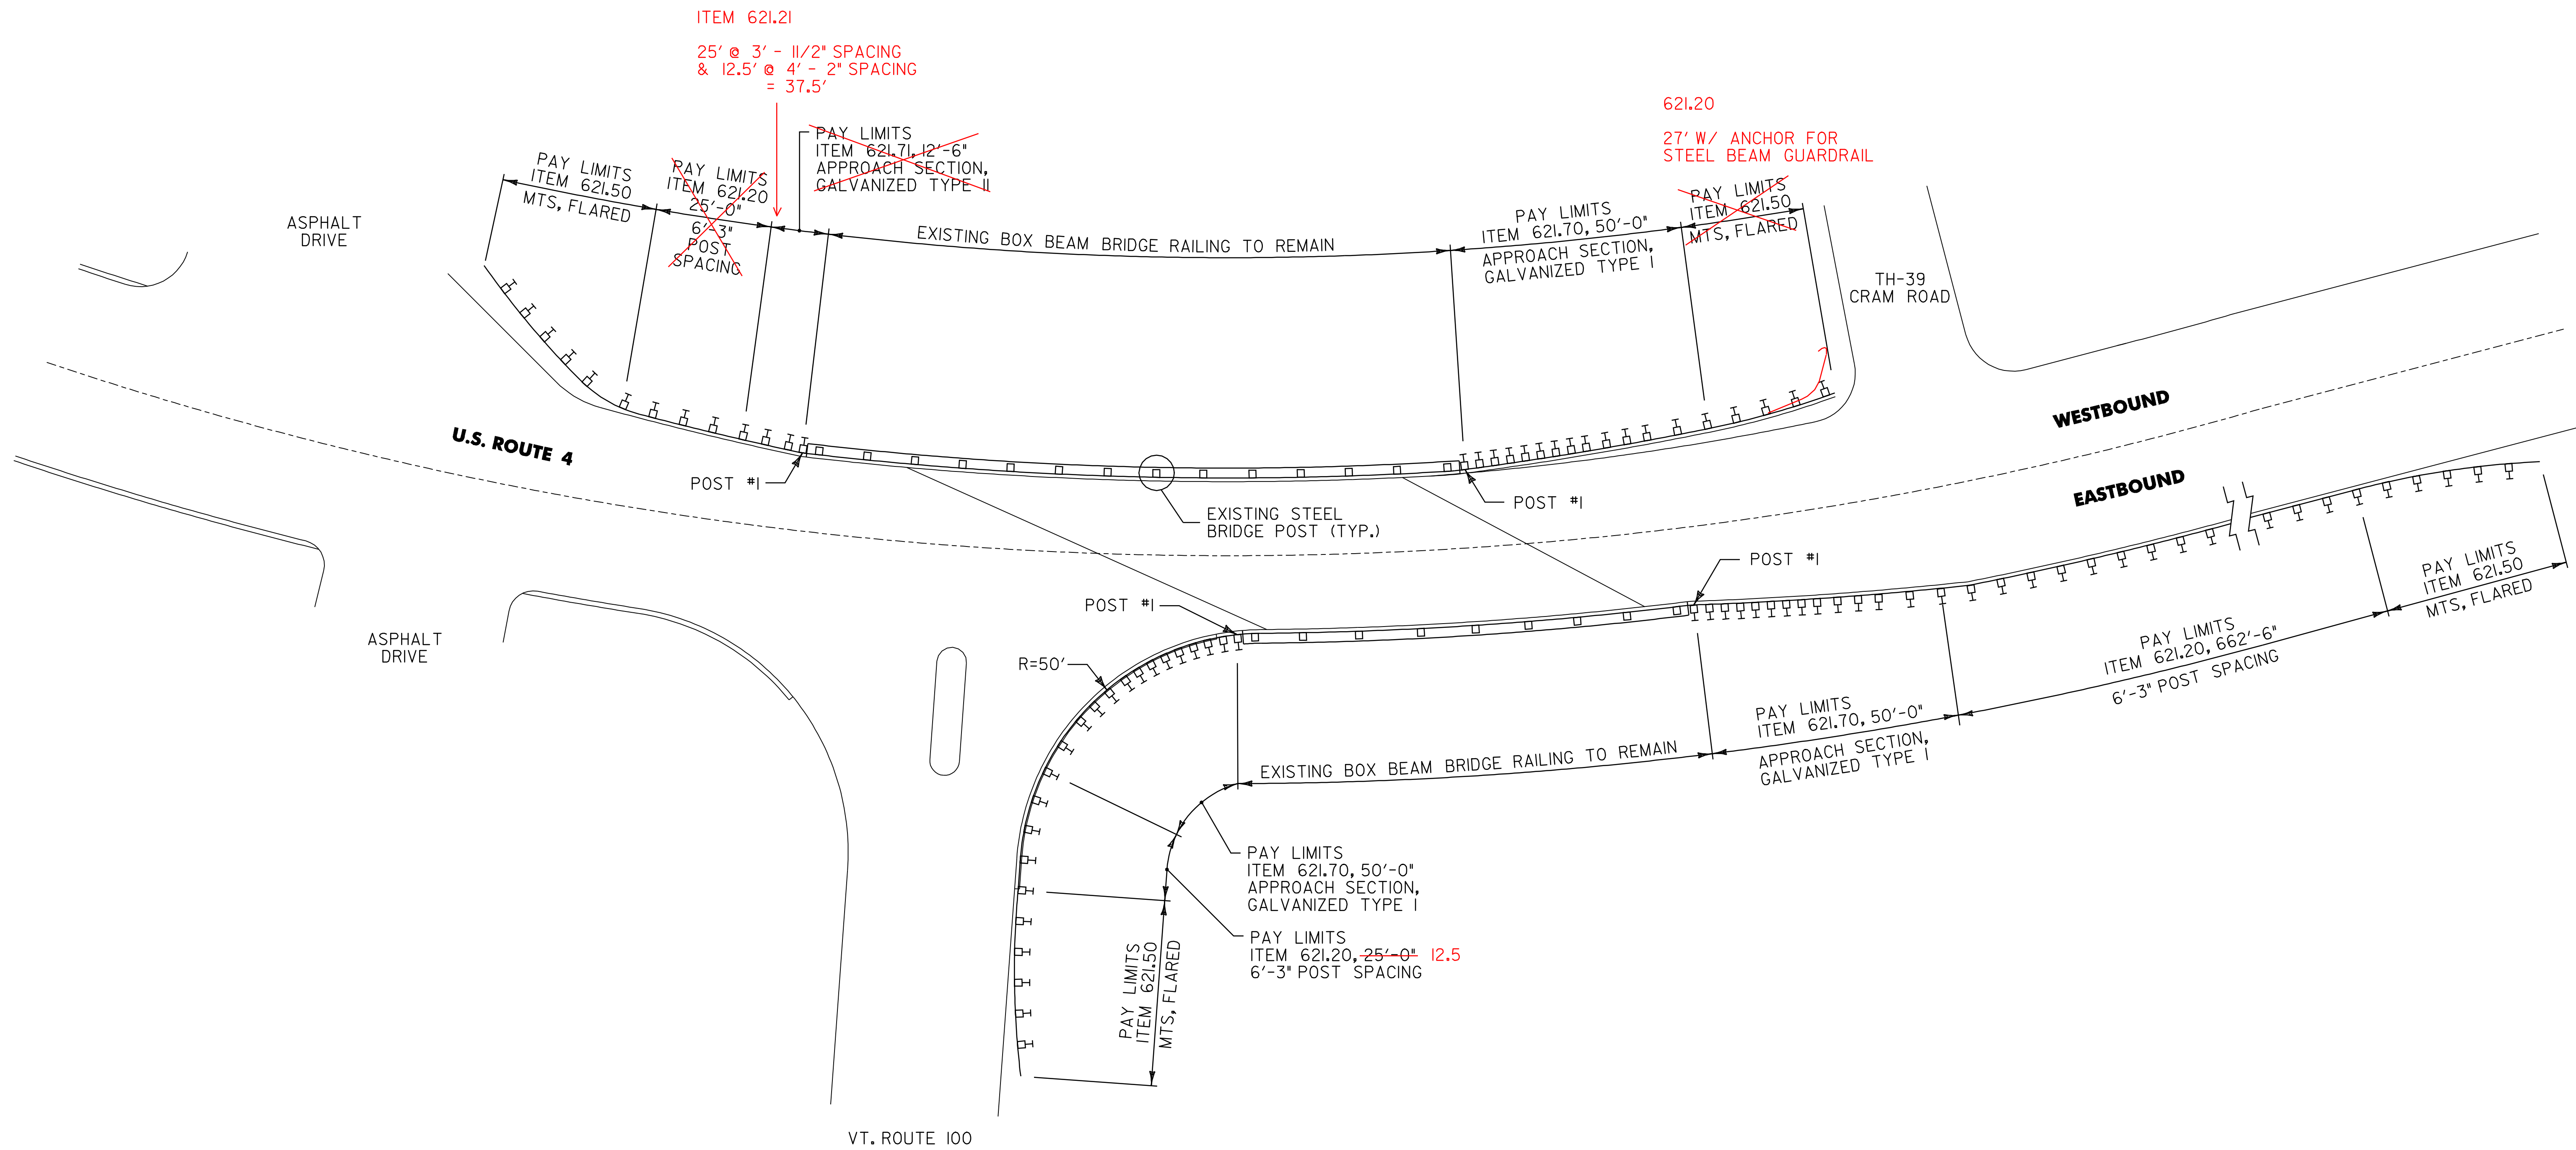 ITEM 621.21
25' @ 3' - 11/2" SPACING
& 12.5' @ 4' - 2" SPACING
= 37.5'
PAY LIMITS
ITEM 621.71, 12'-6"
APPROACH SECTION,
GALVANIZED TYPE II
621.20
27' W/ ANCHOR FOR
STEEL BEAM GUARDRAIL
PAY LIMITS
ITEM 621.50
MTS, FLARED
PAY LIMITS
ITEM 621.20
25'-0"
6'-3"
POST
SPACING
ASPHALT
DRIVE
EXISTING BOX BEAM BRIDGE RAILING TO REMAIN
PAY LIMITS
ITEM 621.70, 50'-0"
APPROACH SECTION,
GALVANIZED TYPE I
PAY LIMITS
ITEM 621.50
MTS, FLARED
TH-39
CRAM ROAD
WESTBOUND
U.S. ROUTE 4
POST #1
EXISTING STEEL
BRIDGE POST (TYP.)
POST #1
EASTBOUND
POST #1
POST #1
ASPHALT
DRIVE
R=50'
PAY LIMITS
ITEM 621.50
MTS, FLARED
PAY LIMITS
ITEM 621.20, 662'-6"
6'-3" POST SPACING
PAY LIMITS
ITEM 621.70, 50'-0"
APPROACH SECTION,
GALVANIZED TYPE I
EXISTING BOX BEAM BRIDGE RAILING TO REMAIN
PAY LIMITS
ITEM 621.70, 50'-0"
APPROACH SECTION,
GALVANIZED TYPE I
PAY LIMITS
ITEM 621.20, 25'-0" 12.5
6'-3" POST SPACING
PAY LIMITS
ITEM 621.50
MTS, FLARED
VT. ROUTE 100